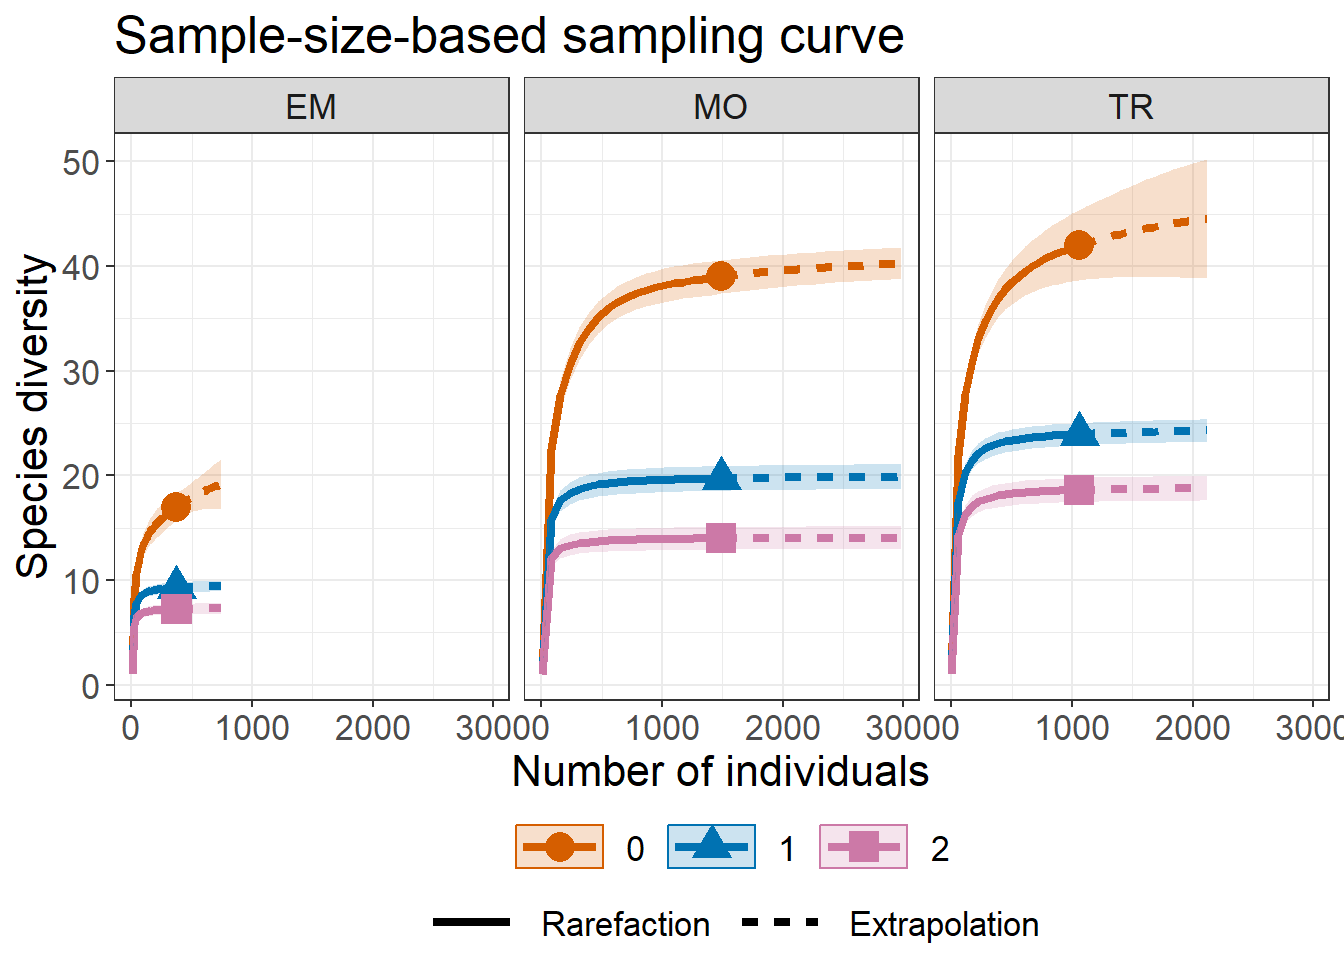 Sample-size-based sampling curve
EM MO TR
50
40
30
20
10
0
Species diversity
0 1000 2000 3000 0 1000 2000 3000 0 1000 2000 3000
Number of individuals
0 1 2
Rarefaction Extrapolation